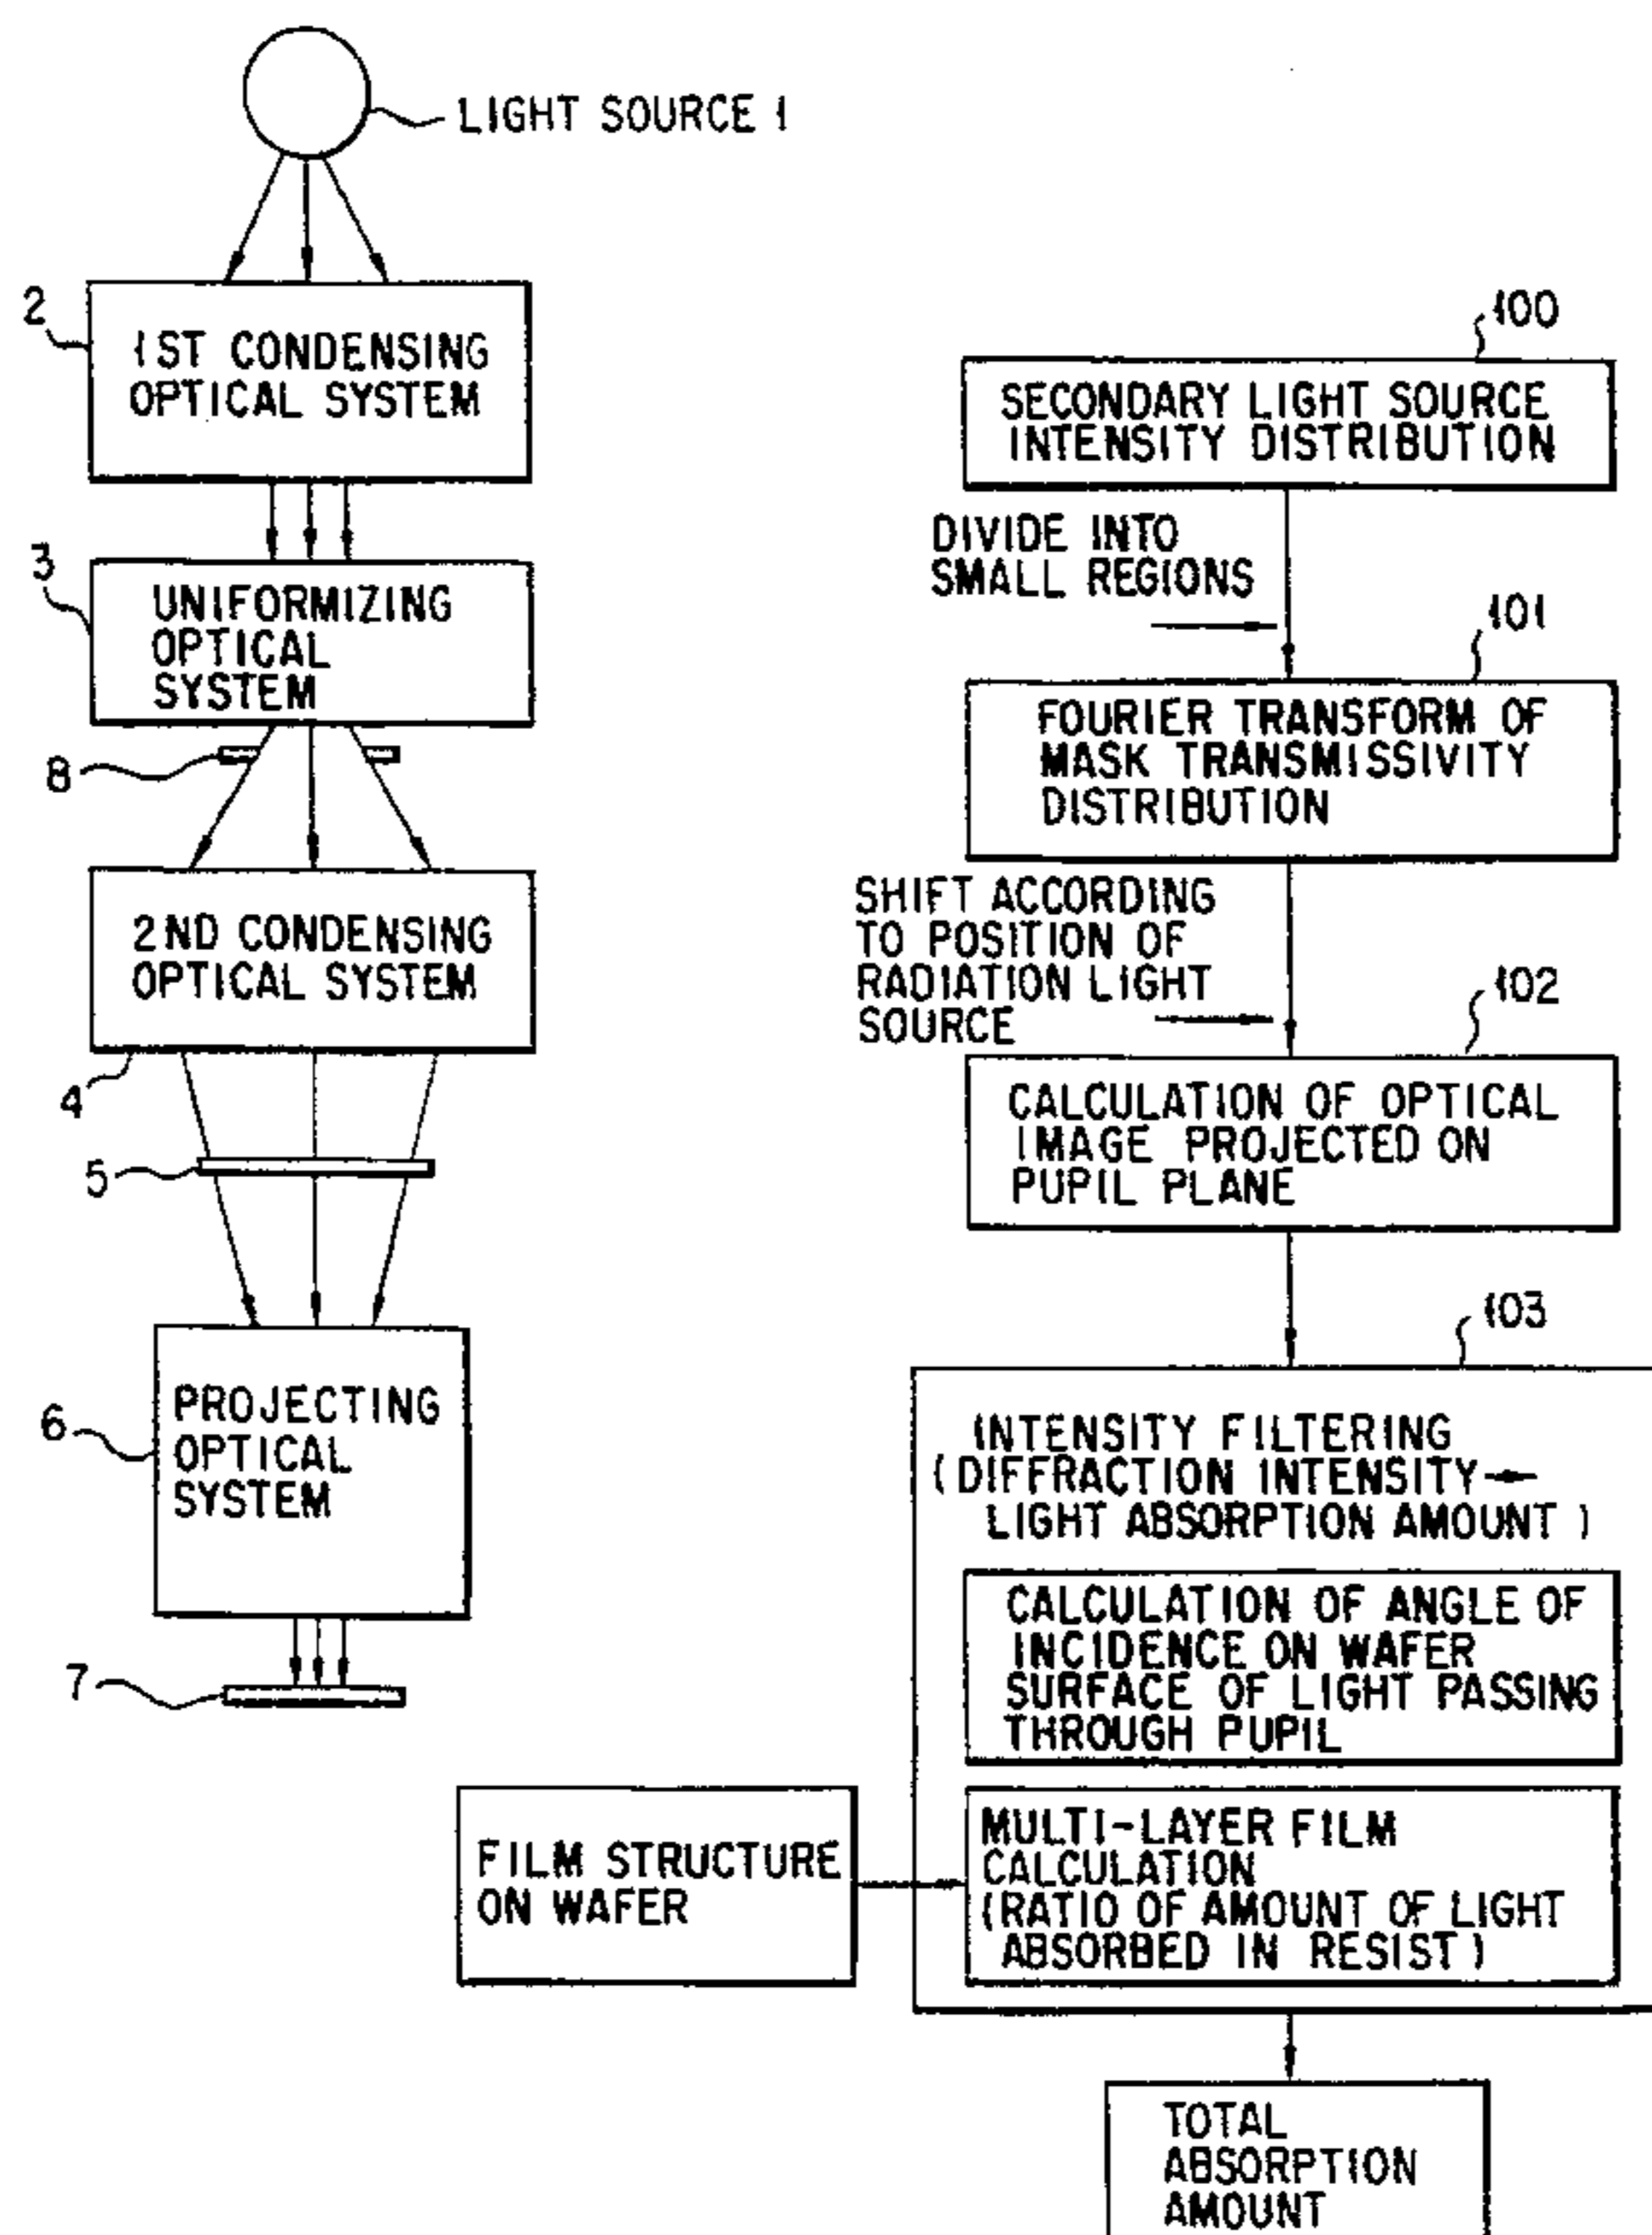 LIGHT SOURCE 1
2
1ST CONDENSING
OPTICAL SYSTEM
3
UNIFORMIZING
OPTICAL
SYSTEM
8
2ND CONDENSING
OPTICAL SYSTEM
4
5
6
PROJECTING
OPTICAL
SYSTEM
7
100
SECONDARY LIGHT SOURCE
INTENSITY DISTRIBUTION
DIVIDE INTO
SMALL REGIONS
101
FOURIER TRANSFORM OF
MASK TRANSMISSIVITY
DISTRIBUTION
SHIFT ACCORDING
TO POSITION OF
RADIATION LIGHT
SOURCE
102
CALCULATION OF OPTICAL
IMAGE PROJECTED ON
PUPIL PLANE
103
INTENSITY FILTERING
(DIFFRACTION INTENSITY→
LIGHT ABSORPTION AMOUNT)
CALCULATION OF ANGLE OF
INCIDENCE ON WAFER
SURFACE OF LIGHT PASSING
THROUGH PUPIL
FILM STRUCTURE
ON WAFER
MULTI-LAYER FILM
CALCULATION
(RATIO OF AMOUNT OF LIGHT
ABSORBED IN RESIST)
TOTAL
ABSORPTION
AMOUNT